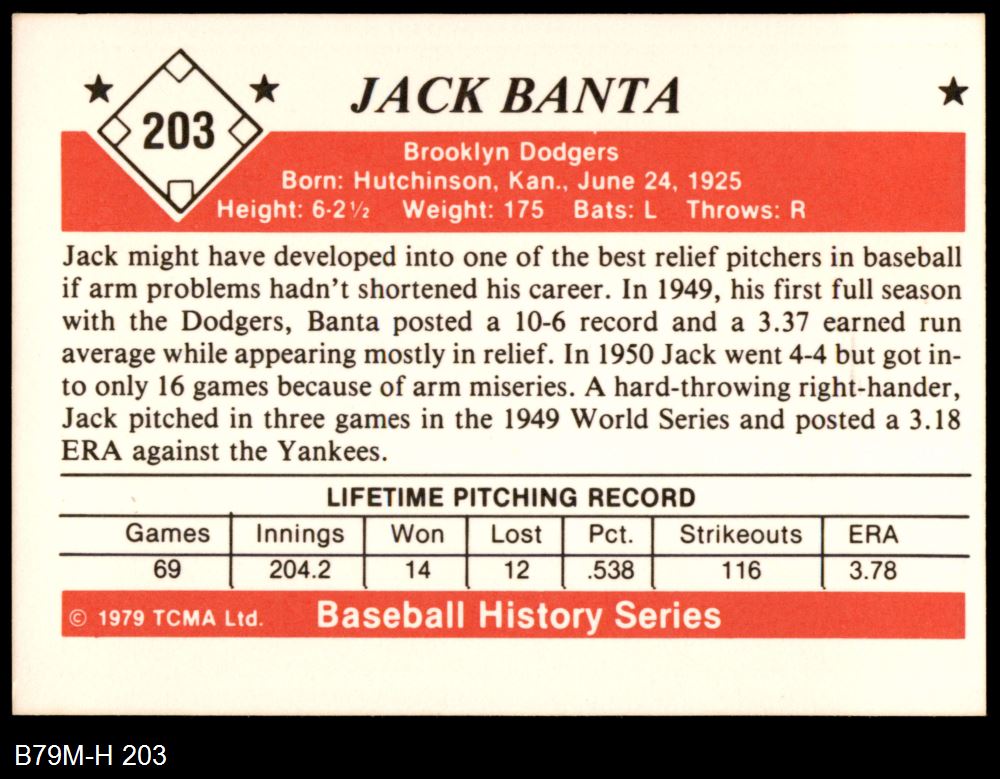 203
JACK BANTA
Brooklyn Dodgers
Born: Hutchinson, Kan., June 24, 1925
Height: 6-2½ Weight: 175 Bats: L Throws: R
Jack might have developed into one of the best relief pitchers in baseball
if arm problems hadn't shortened his career. In 1949, his first full season
with the Dodgers, Banta posted a 10-6 record and a 3.37 earned run
average while appearing mostly in relief. In 1950 Jack went 4-4 but got in-
to only 16 games because of arm miseries. A hard-throwing right-hander,
Jack pitched in three games in the 1949 World Series and posted a 3.18
ERA against the Yankees.
LIFETIME PITCHING RECORD
Games Innings Won Lost Pct. Strikeouts ERA
69 204.2 14 12 .538 116 3.78
© 1979 TCMA Ltd. Baseball History Series
B79M-H 203